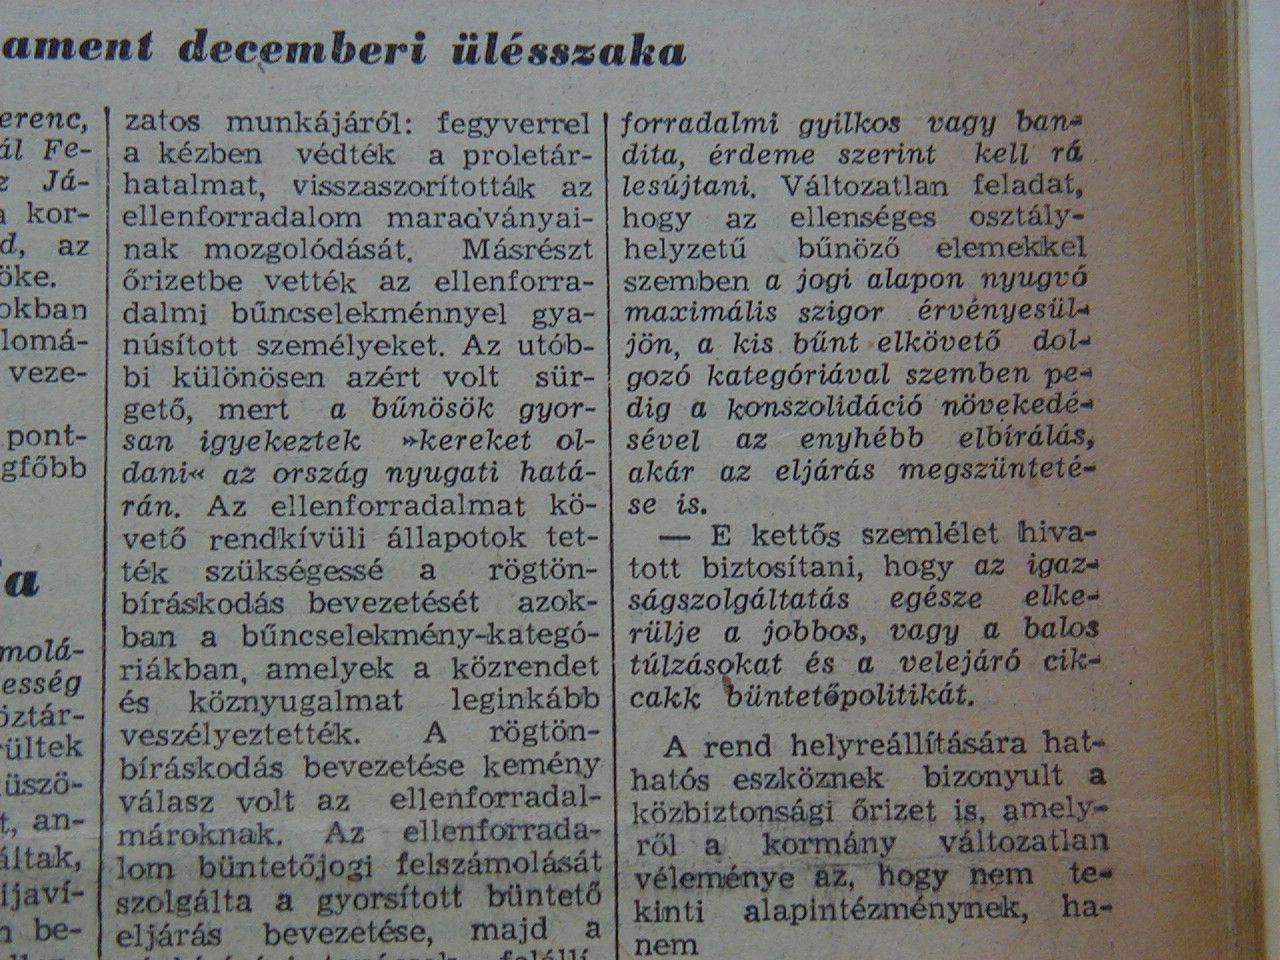 ament decemberi ülésszaka
erenc,
ál Fe-
z Já-
a kor-
d, az
öke.
okban
lomá-
veze-
pont-
gfőbb
a
molá-
esség
öztár-
rültek
üszö-
t, an-
áltak,
ljaví-
n be-
zatos munkájáról: fegyverrel
a kézben védték a proletár-
hatalmat, visszaszorították az
ellenforradalom maradványai-
nak mozgolódását. Másrészt
őrizetbe vették az ellenforra-
dalmi bűncselekménnyel gya-
núsított személyeket. Az utób-
bi különösen azért volt sür-
gető, mert a bűnösök gyor-
san igyekeztek »kereket ol-
dani« az ország nyugati hatá-
rán. Az ellenforradalmat kö-
vető rendkívüli állapotok tet-
ték szükségessé a rögtön-
bíráskodás bevezetését azok-
ban a bűncselekmény-kategó-
riákban, amelyek a közrendet
és köznyugalmat leginkább
veszélyeztették. A rögtön-
bíráskodás bevezetése kemény
válasz volt az ellenforradal-
mároknak. Az ellenforrada-
lom büntetőjogi felszámolását
szolgálta a gyorsított büntető
eljárás bevezetése, majd a
forradalmi gyilkos vagy ban-
dita, érdeme szerint kell rá
lesújtani. Változatlan feladat,
hogy az ellenséges osztály-
helyzetű bűnöző elemekkel
szemben a jogi alapon nyugvó
maximális szigor érvényesül-
jön, a kis bűnt elkövető dol-
gozó kategóriával szemben pe-
dig a konszolidáció növekedé-
sével az enyhébb elbírálás,
akár az eljárás megszünteté-
se is.
— E kettős szemlélet hiva-
tott biztosítani, hogy az igaz-
ságszolgáltatás egésze elke-
rülje a jobbos, vagy a balos
túlzásokat és a velejáró cik-
cakk büntetőpolitikát.
A rend helyreállítására hat-
hatós eszköznek bizonyult a
közbiztonsági őrizet is, amely-
ről a kormány változatlan
véleménye az, hogy nem te-
kinti alapintézménynek, ha-
nem